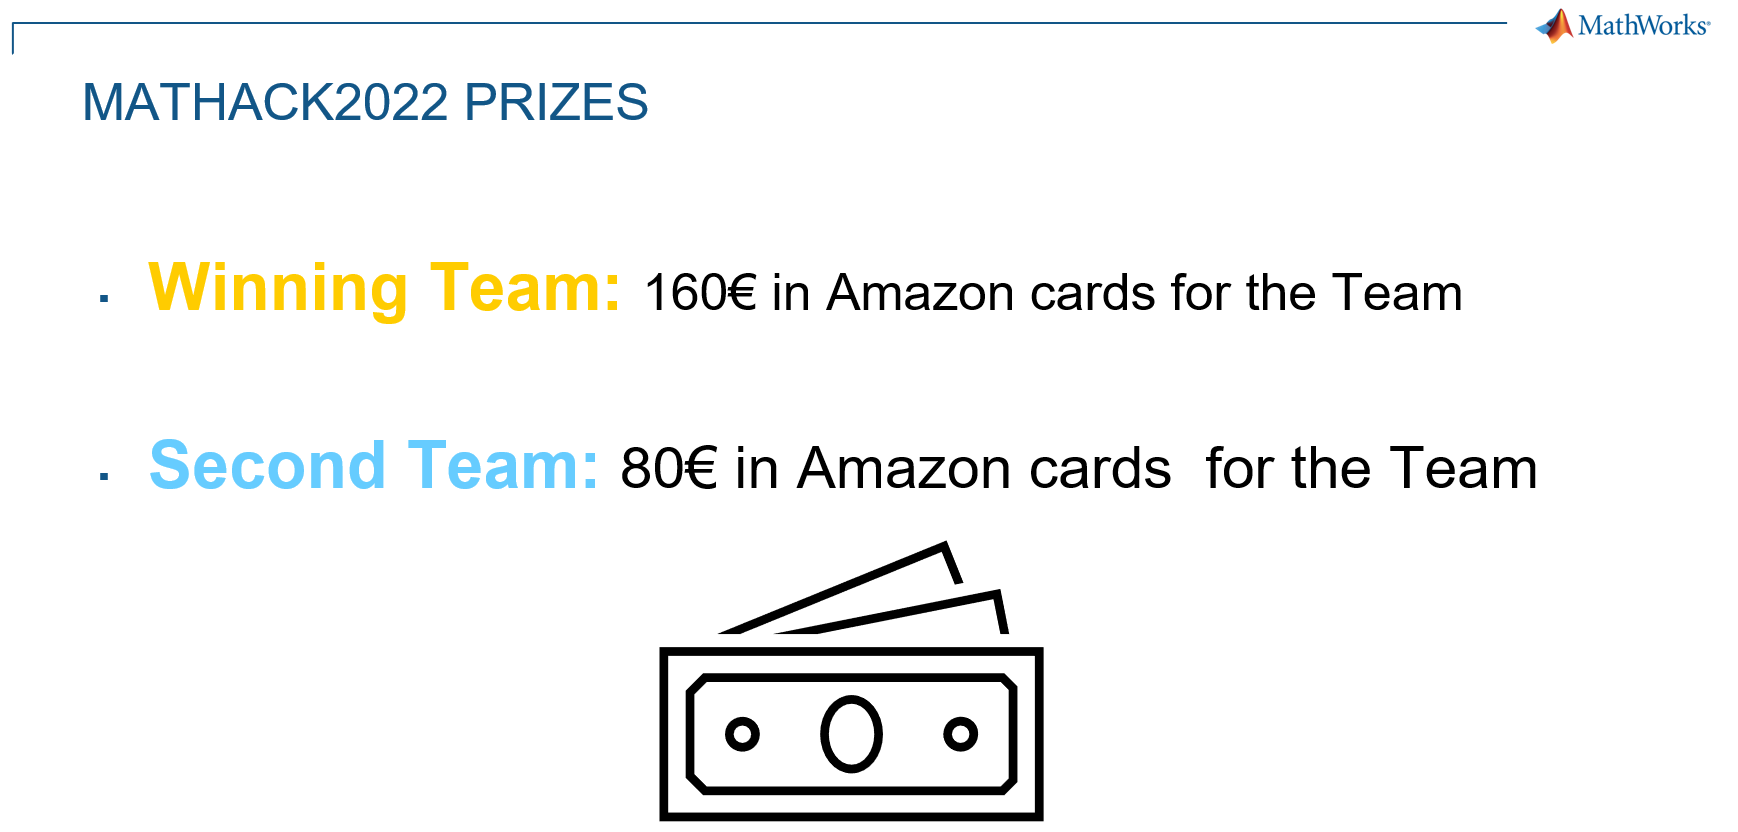 MathWorks®
MATHACK2022 PRIZES
▪ Winning Team: 160€ in Amazon cards for the Team
▪ Second Team: 80€ in Amazon cards  for the Team